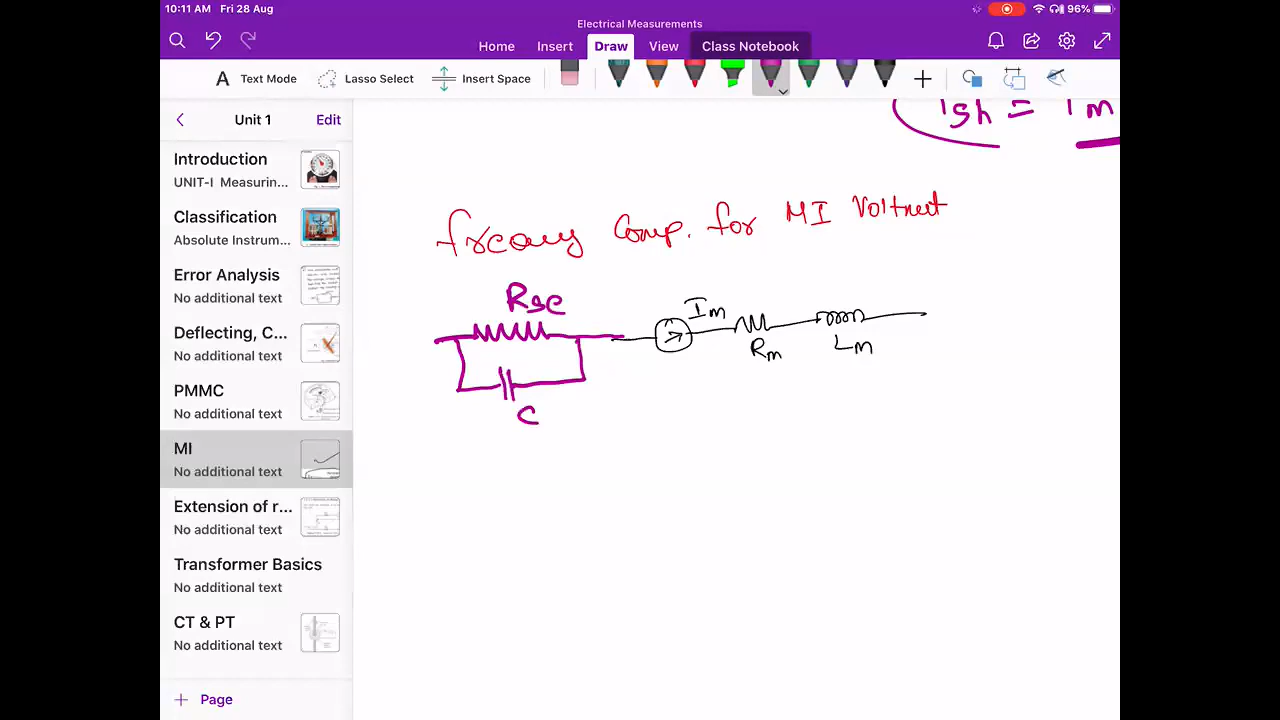 10:11 AM Fri 28 Aug
96%
Electrical Measurements
Home Insert Draw View Class Notebook
A Text Mode Lasso Select Insert Space
Unit 1 Edit
Introduction
UNIT-I Measurin...
Classification
Absolute Instrum...
Error Analysis
No additional text
Deflecting, C...
No additional text
PMMC
No additional text
MI
No additional text
Extension of r...
No additional text
Transformer Basics
No additional text
CT & PT
No additional text
+ Page
Ish = Im
Comp. for MI
Rse
C
Im
Rm
Lm